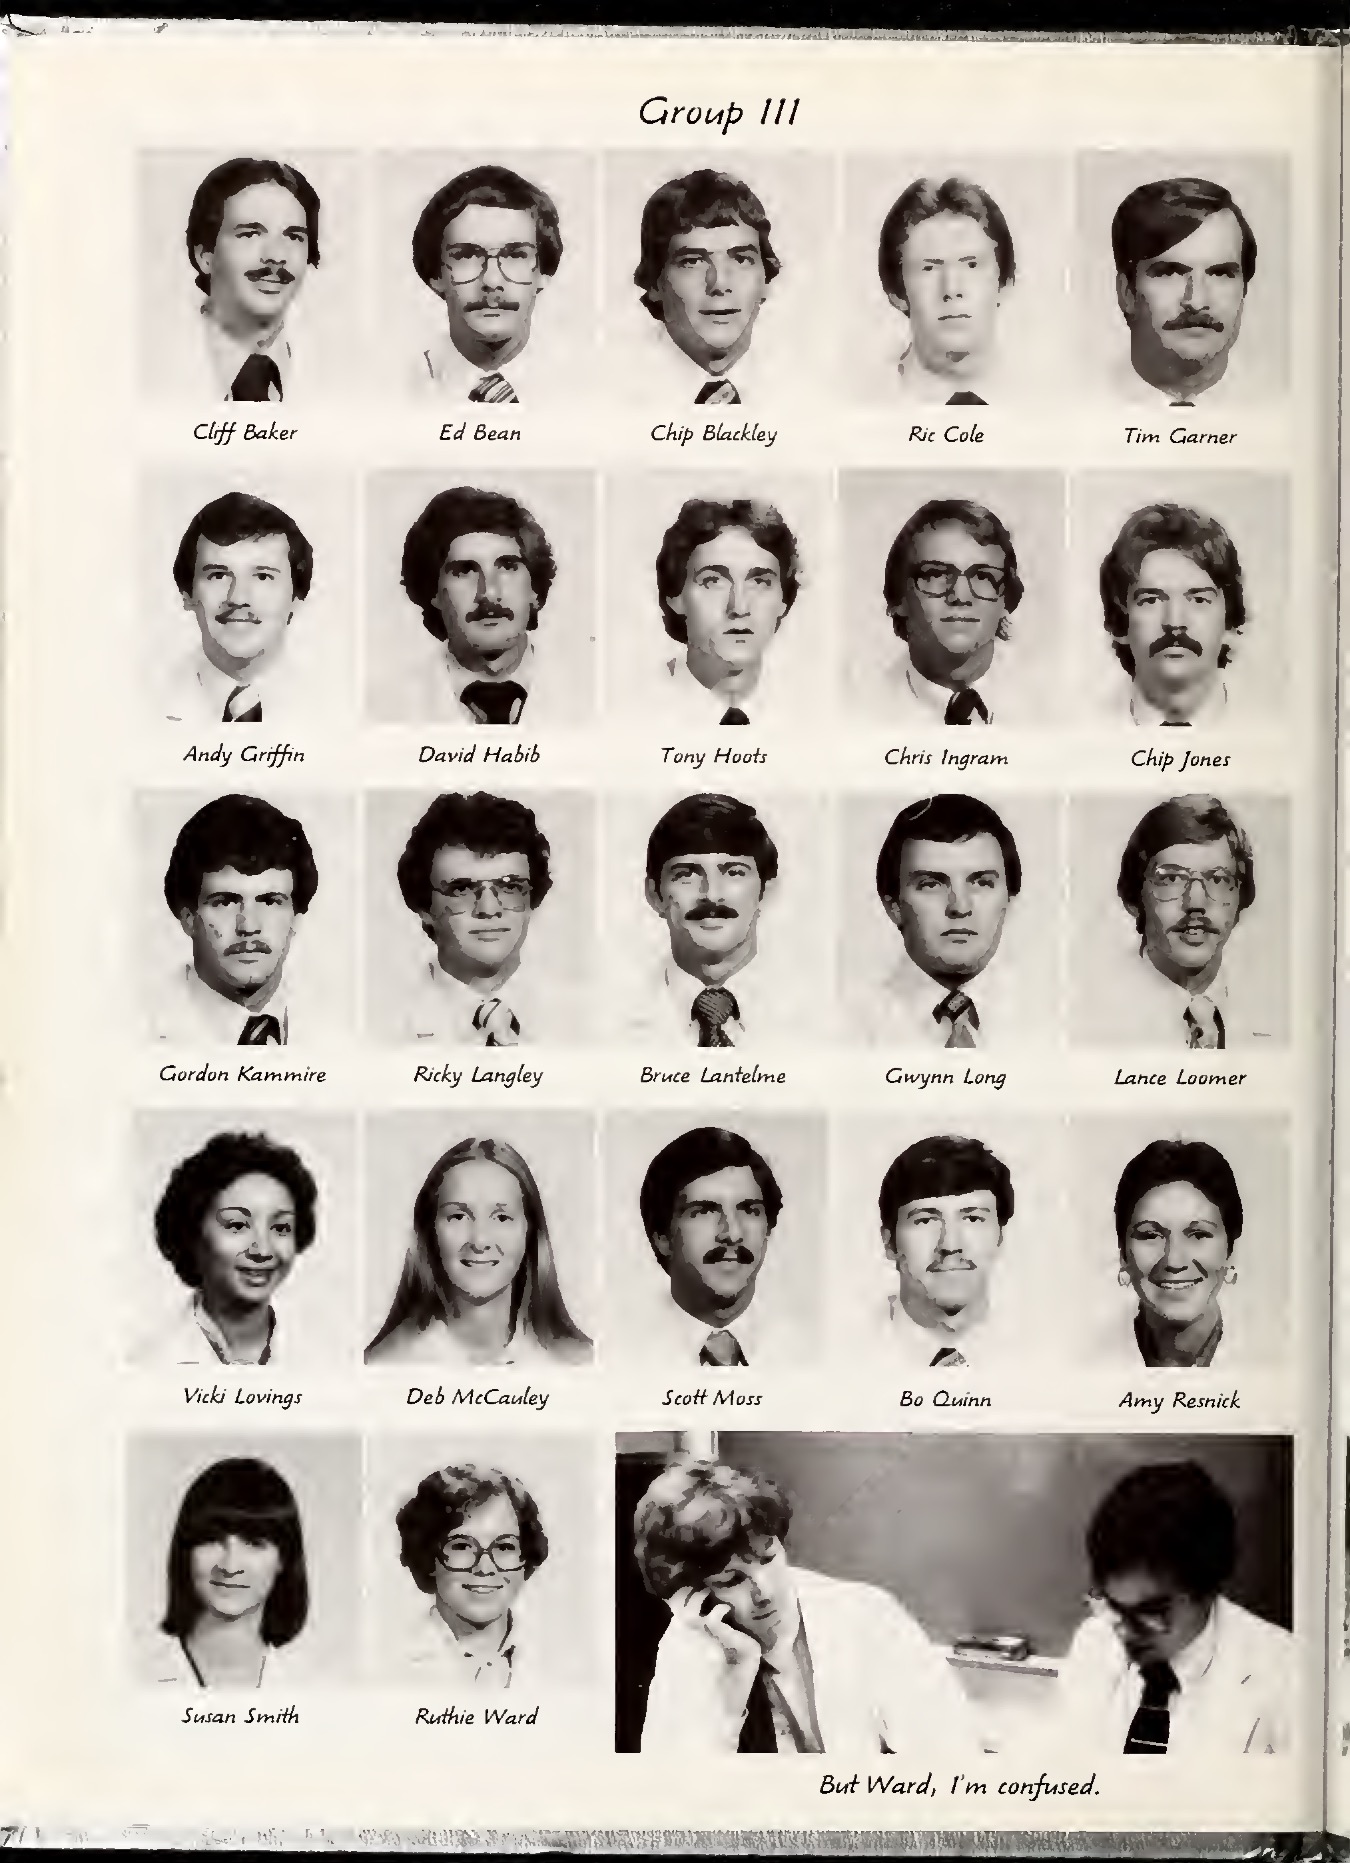 Group III
Cliff Baker Ed Bean Chip Blackley Ric Cole Tim Garner
Andy Griffin David Habib Tony Hoots Chris Ingram Chip Jones
Gordon Kammire Ricky Langley Bruce Lantelme Gwynn Long Lance Loomer
Vicki Lovings Deb McCauley Scott Moss Bo Quinn Amy Resnick
Susan Smith Ruthie Ward
But Ward, I'm confused.